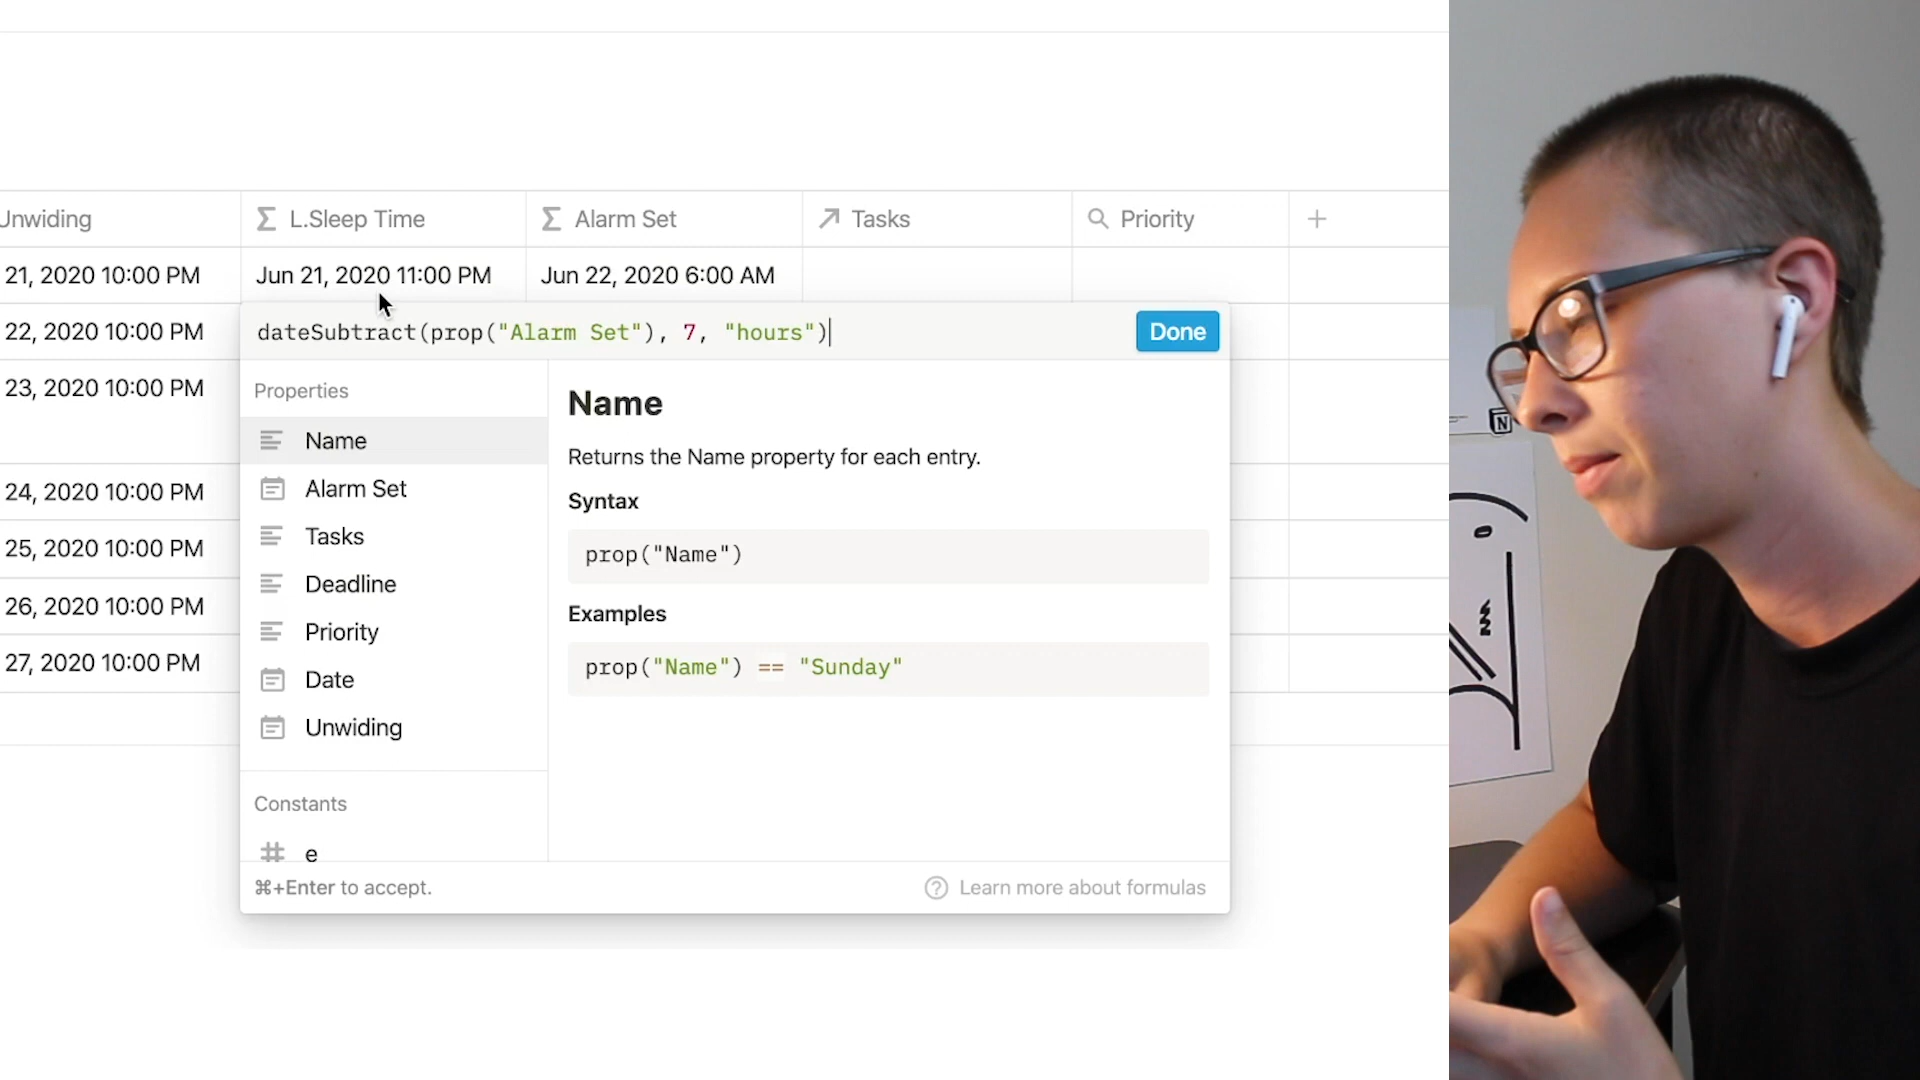 Unwiding
L.Sleep Time
Alarm Set
Tasks
Priority
21, 2020 10:00 PM
Jun 21, 2020 11:00 PM
Jun 22, 2020 6:00 AM
22, 2020 10:00 PM
23, 2020 10:00 PM
24, 2020 10:00 PM
25, 2020 10:00 PM
26, 2020 10:00 PM
27, 2020 10:00 PM
dateSubtract(prop("Alarm Set"), 7, "hours")
Done
Properties
Name
Alarm Set
Tasks
Deadline
Priority
Date
Unwiding
Constants
e
Name
Returns the Name property for each entry.
Syntax
prop("Name")
Examples
prop("Name") == "Sunday"
⌘+Enter to accept.
Learn more about formulas
N